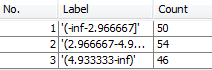 No. Label Count
1 '(-inf-2.966667]' 50
2 '(2.966667-4.9... 54
3 '(4.933333-inf)' 46